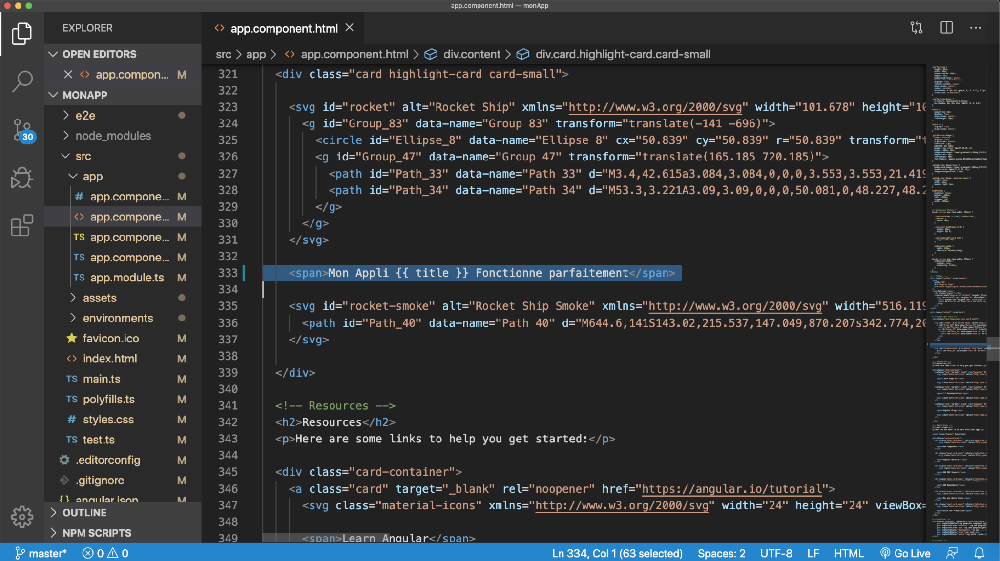 app.component.html — monApp
EXPLORER
OPEN EDITORS
app.compon... M
MONAPP
e2e
node_modules
src
app
# app.compone... M
<> app.compone... M
TS app.compone... M
TS app.compone... M
TS app.module.ts M
assets
environments
favicon.ico M
<> index.html M
TS main.ts M
TS polyfills.ts M
# styles.css M
TS test.ts M
.editorconfig M
.gitignore M
{} angular.json M
OUTLINE
NPM SCRIPTS
30
<> app.component.html
src > app > <> app.component.html > div.content > div.card.highlight-card.card-small
321 <div class="card highlight-card card-small">
322
323 <svg id="rocket" alt="Rocket Ship" xmlns="http://www.w3.org/2000/svg" width="101.678" height="10
324 <g id="Group_83" data-name="Group 83" transform="translate(-141 -696)">
325 <circle id="Ellipse_8" data-name="Ellipse 8" cx="50.839" cy="50.839" r="50.839" transform="t
326 <g id="Group_47" data-name="Group 47" transform="translate(165.185 720.185)">
327 <path id="Path_33" data-name="Path 33" d="M3.4,42.615a3.084,3.084,0,0,0,3.553,3.553,21.419
328 <path id="Path_34" data-name="Path 34" d="M53.3,3.221A3.09,3.09,0,0,0,50.081,0,48.227,48.2
329 </g>
330 </g>
331 </svg>
332
333 <span>Mon Appli {{ title }} Fonctionne parfaitement</span>
334
335 <svg id="rocket-smoke" alt="Rocket Ship Smoke" xmlns="http://www.w3.org/2000/svg" width="516.119
336 <path id="Path_40" data-name="Path 40" d="M644.6,141S143.02,215.537,147.049,870.207s342.774,20
337 </svg>
338
339 </div>
340
341 <!-- Resources -->
342 <h2>Resources</h2>
343 <p>Here are some links to help you get started:</p>
344
345 <div class="card-container">
346 <a class="card" target="_blank" rel="noopener" href="https://angular.io/tutorial">
347 <svg class="material-icons" xmlns="http://www.w3.org/2000/svg" width="24" height="24" viewBox=
348
349 <span>Learn Angular</span>
master* 0 0 Ln 334, Col 1 (63 selected) Spaces: 2 UTF-8 LF HTML Go Live